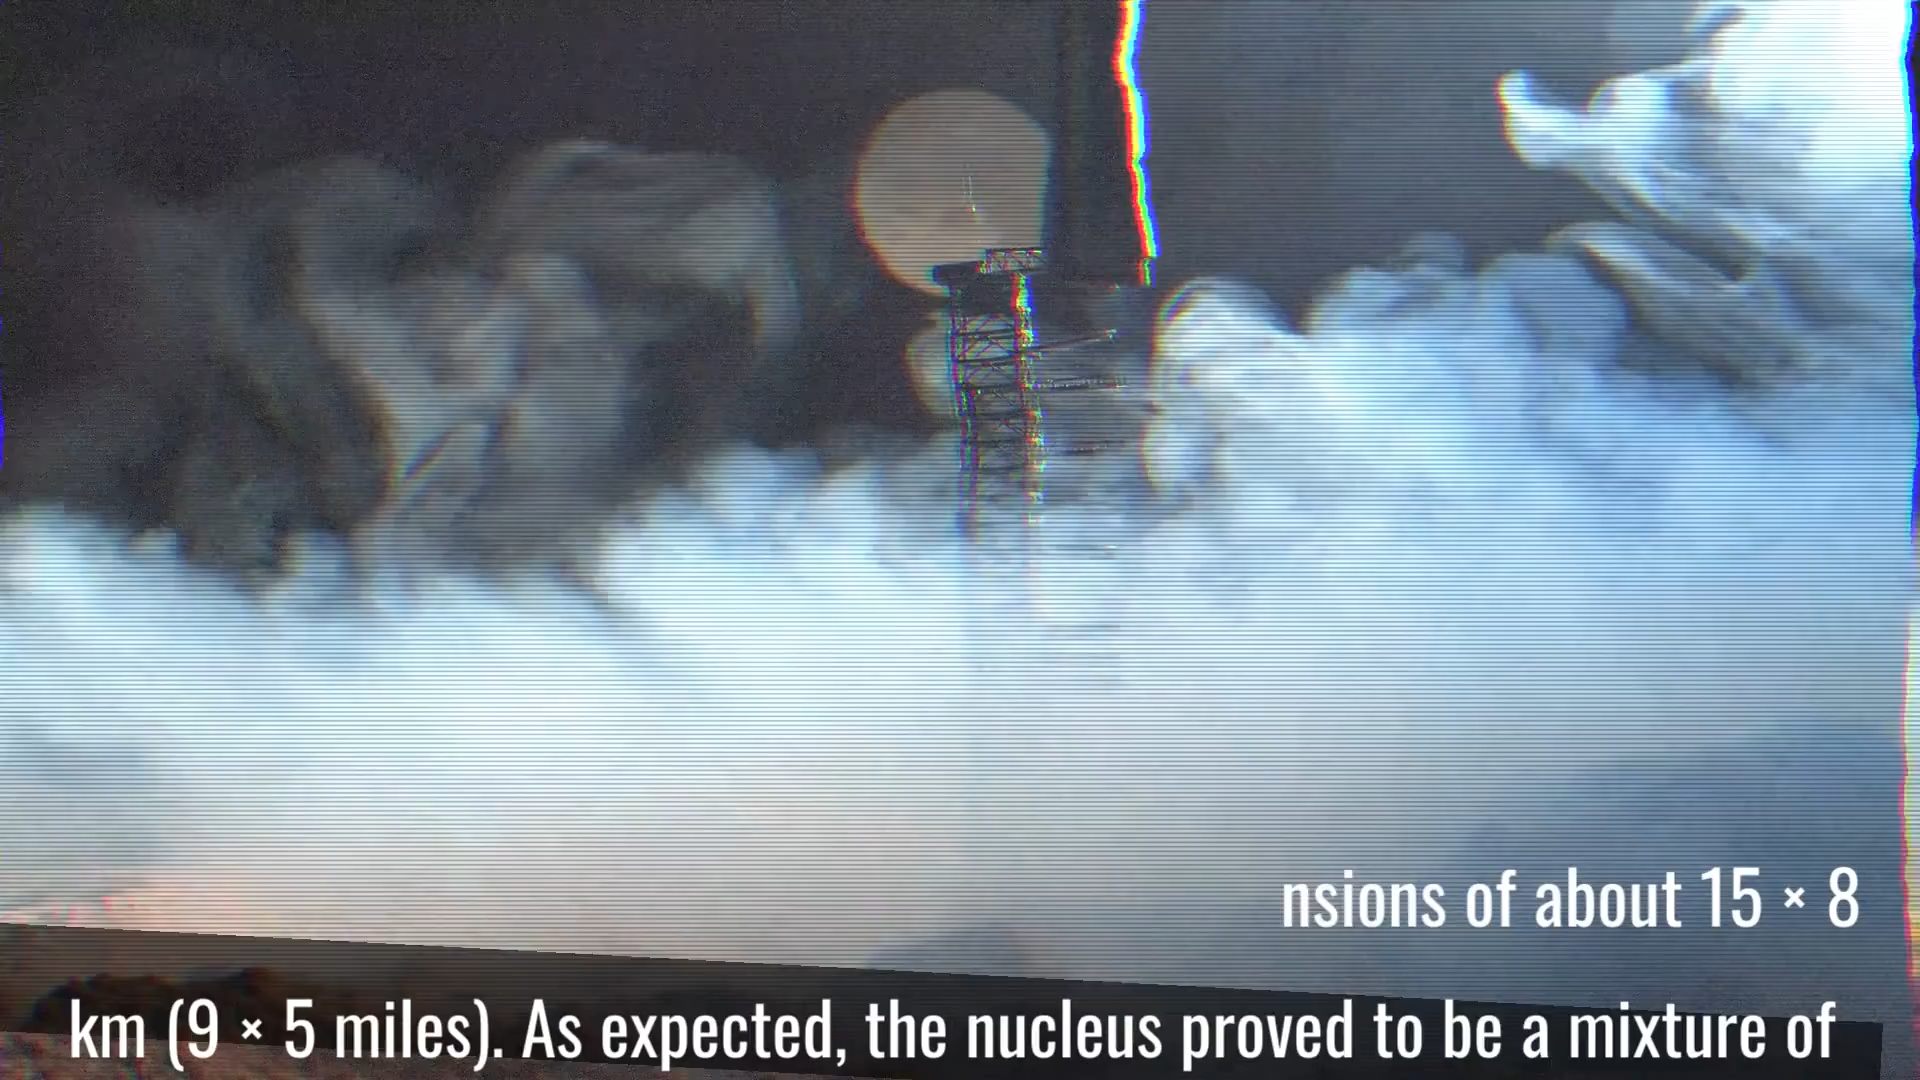 nsions of about 15 × 8
km (9 × 5 miles). As expected, the nucleus proved to be a mixture of